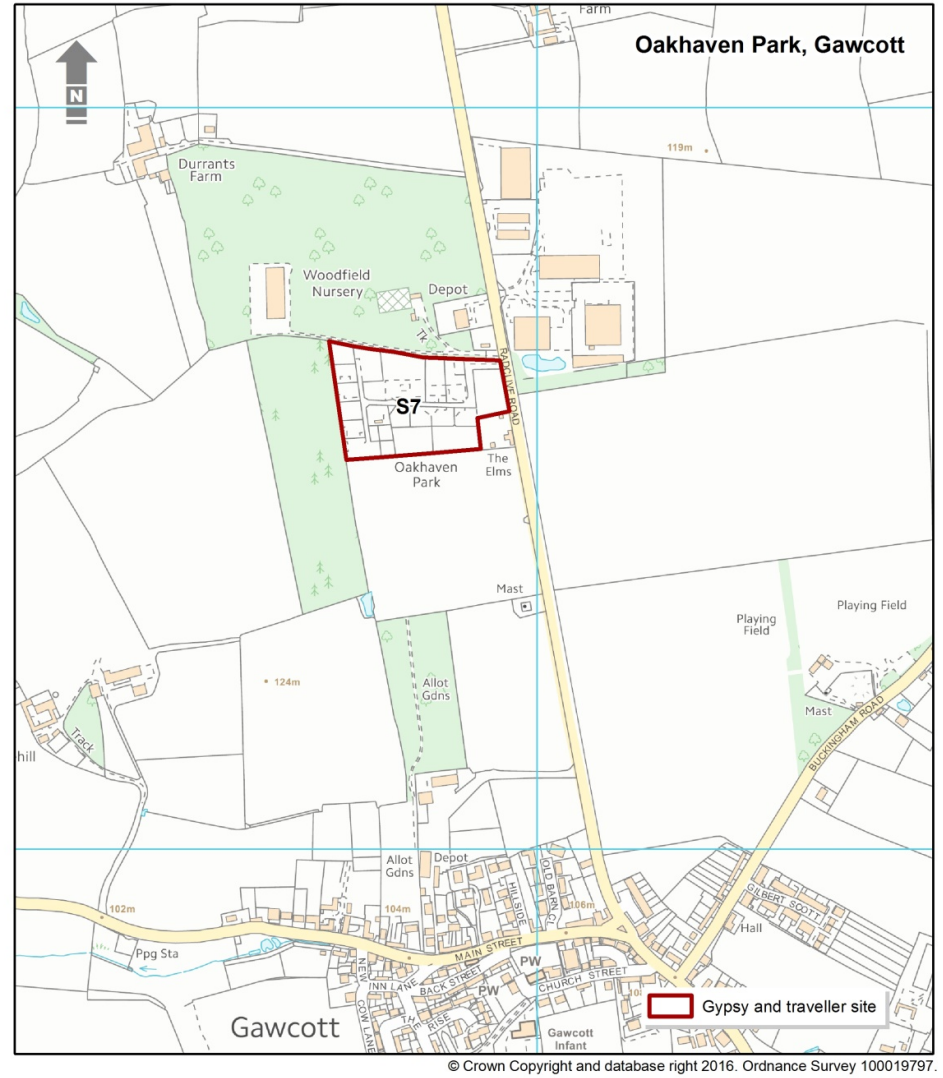 Farm
Oakhaven Park, Gawcott
N
119m
Durrants
Farm
Woodfield
Nursery
Depot
Tk
RADCLIVE ROAD
S7
The
Elms
Oakhaven
Park
Mast
Playing Field
Playing
Field
124m
Allot
Gdns
Mast
Track
hill
BUCKINGHAM ROAD
Allot
Gdns
Depot
HILLSIDE
OLD BARN CL
GILBERT SCOTT
102m
104m
106m
Hall
Ppg Sta
MAIN STREET
PW
NEW
INN LANE
BACK STREET
PW
CHURCH STREET
COW LANE
THE RISE
Gawcott
Gawcott
Infant
Gypsy and traveller site
© Crown Copyright and database right 2016. Ordnance Survey 100019797.